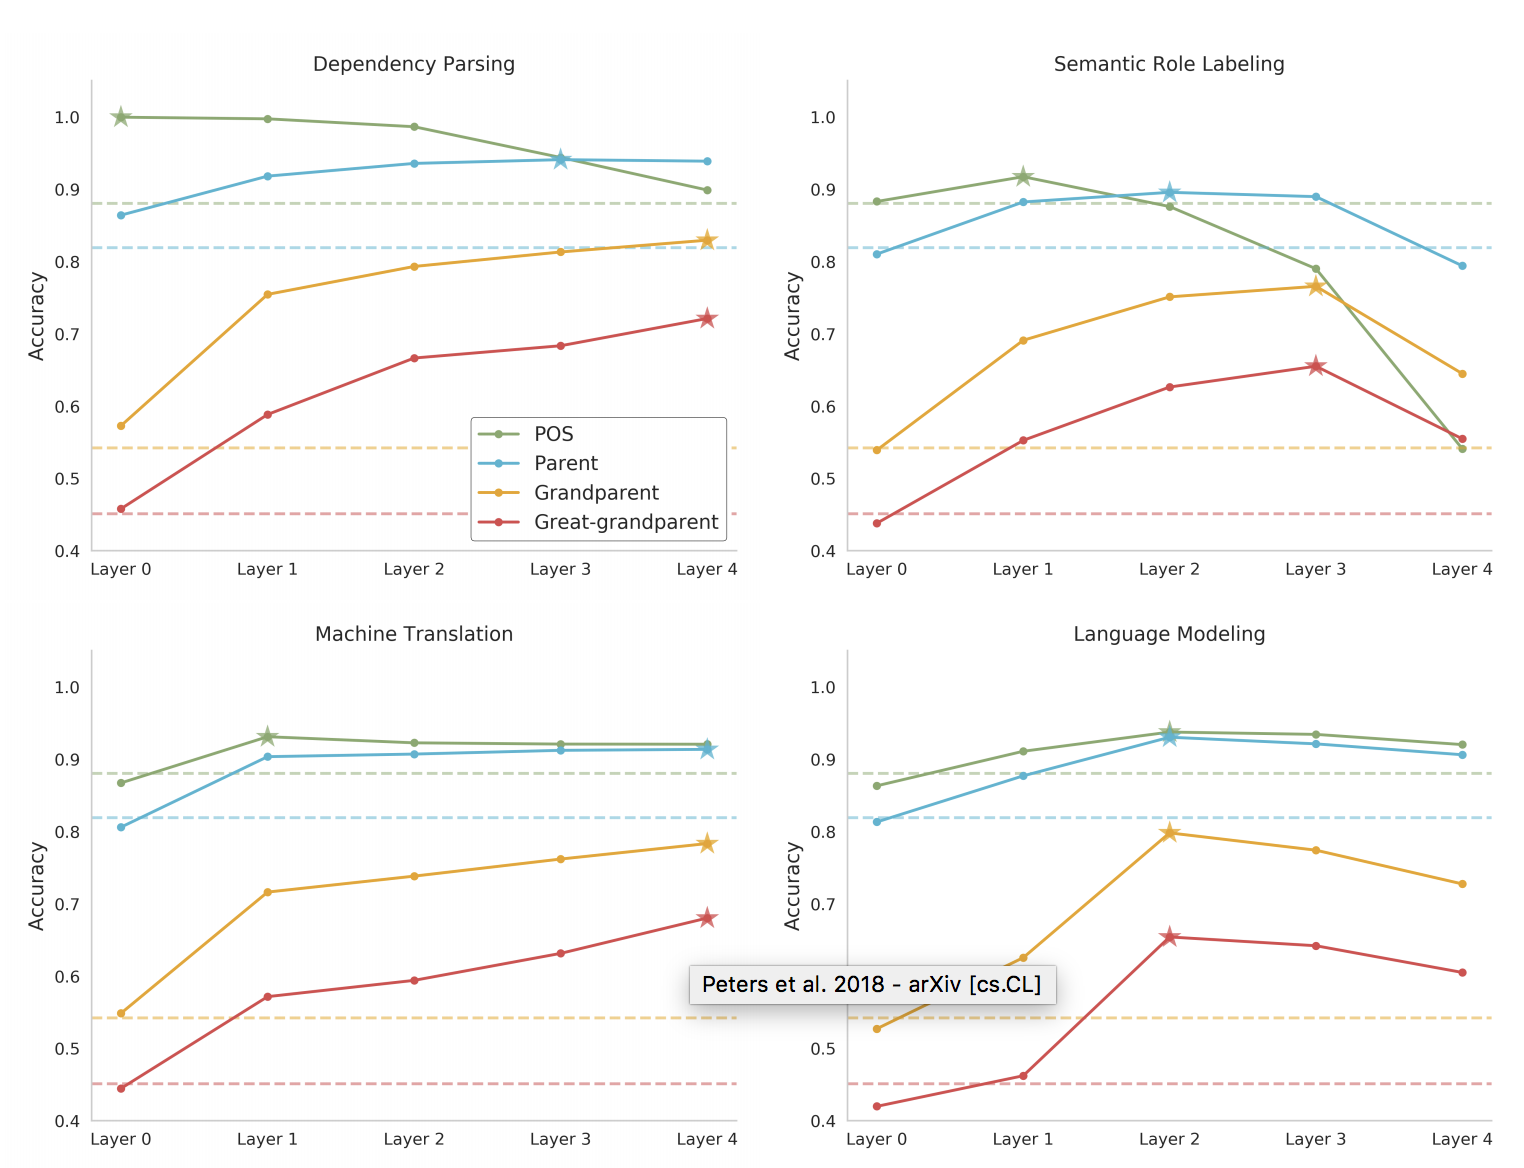 Dependency Parsing
1.0
0.9
0.8
0.7
0.6
0.5
0.4
Accuracy
Layer 0 Layer 1 Layer 2 Layer 3 Layer 4
POS
Parent
Grandparent
Great-grandparent
Semantic Role Labeling
1.0
0.9
0.8
0.7
0.6
0.5
0.4
Accuracy
Layer 0 Layer 1 Layer 2 Layer 3 Layer 4
Machine Translation
1.0
0.9
0.8
0.7
0.6
0.5
0.4
Accuracy
Layer 0 Layer 1 Layer 2 Layer 3 Layer 4
Language Modeling
1.0
0.9
0.8
0.7
0.6
0.5
0.4
Accuracy
Layer 0 Layer 1 Layer 2 Layer 3 Layer 4
Peters et al. 2018 - arXiv [cs.CL]